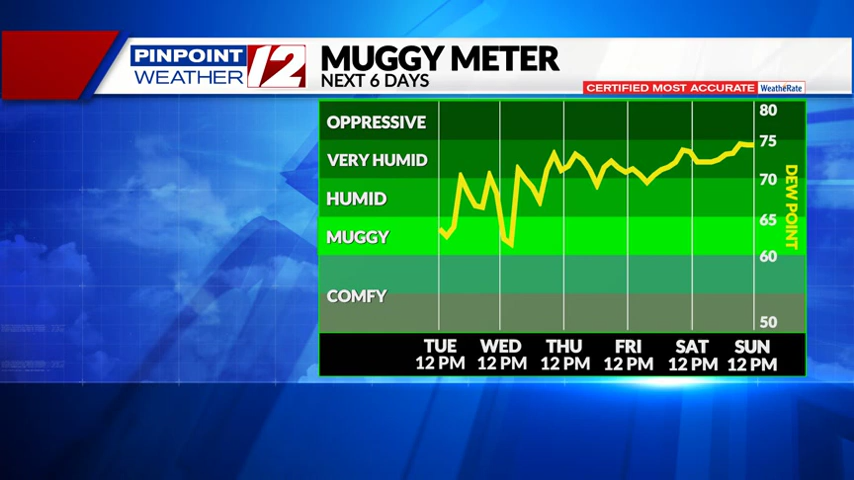 PINPOINT
WEATHER 12
MUGGY METER
NEXT 6 DAYS
CERTIFIED MOST ACCURATE WeatheRate
OPPRESSIVE
VERY HUMID
HUMID
MUGGY
COMFY
80
75
70
65
60
50
DEW POINT
TUE WED THU FRI SAT SUN
12 PM 12 PM 12 PM 12 PM 12 PM 12 PM